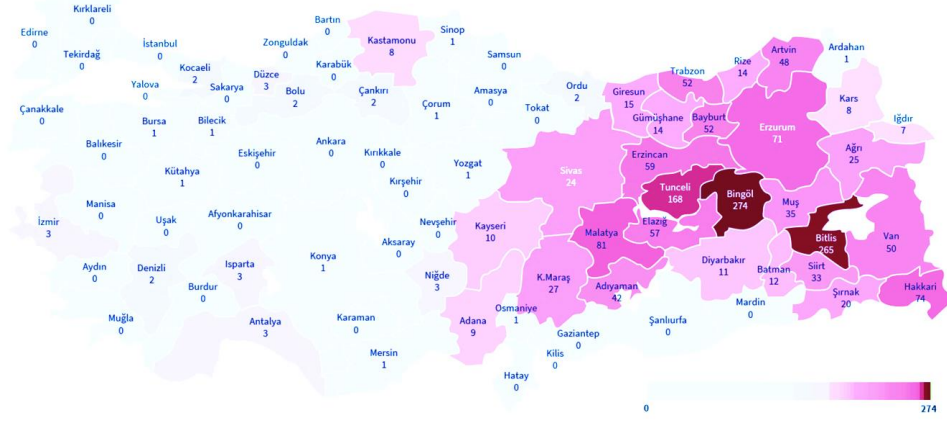 Kırklareli
0
Edirne
0
Tekirdağ
0
İstanbul
0
Kocaeli
2
Yalova
0
Sakarya
0
Düzce
3
Zonguldak
0
Bartın
0
Karabük
0
Bolu
2
Kastamonu
8
Çankırı
2
Sinop
1
Samsun
0
Amasya
0
Çorum
1
Tokat
0
Ordu
2
Giresun
15
Gümüşhane
14
Trabzon
52
Bayburt
52
Rize
14
Artvin
48
Ardahan
1
Kars
8
Iğdır
7
Ağrı
25
Erzurum
71
Erzincan
59
Sivas
24
Tunceli
168
Bingöl
274
Muş
35
Bitlis
265
Van
50
Hakkari
74
Şırnak
20
Siirt
33
Batman
12
Mardin
0
Diyarbakır
11
Elazığ
57
Malatya
81
Adıyaman
42
Şanlıurfa
0
Gaziantep
0
Kilis
0
Hatay
0
Osmaniye
1
K.Maraş
27
Adana
9
Kayseri
10
Niğde
3
Nevşehir
0
Aksaray
0
Yozgat
1
Kırşehir
0
Kırıkkale
0
Ankara
0
Konya
1
Karaman
0
Mersin
1
Antalya
3
Isparta
3
Burdur
0
Afyonkarahisar
0
Eskişehir
0
Bilecik
1
Bursa
1
Kütahya
1
Balıkesir
0
Çanakkale
0
Manisa
0
Uşak
0
İzmir
3
Aydın
0
Denizli
2
Muğla
0
0
274